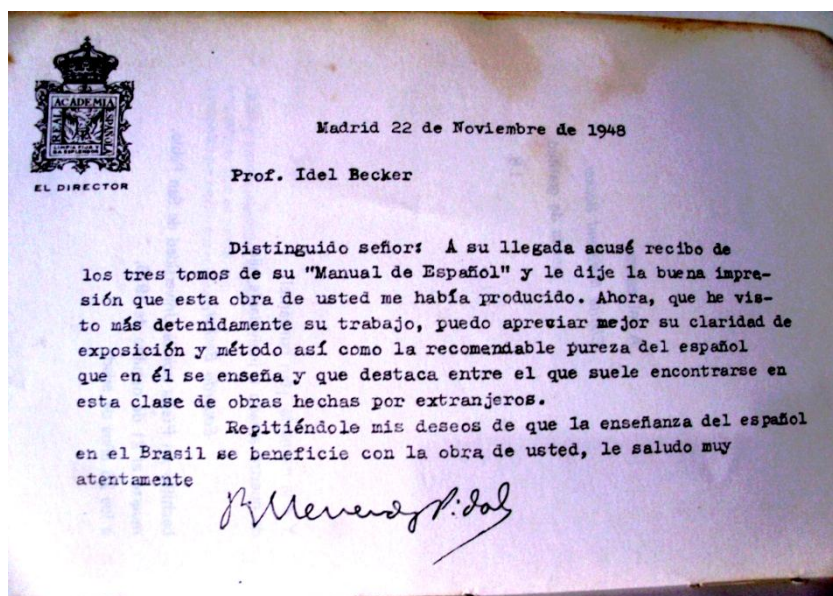 REAL ACADEMIA ESPAÑOLA
EL DIRECTOR
Madrid 22 de Noviembre de 1948
Prof. Idel Becker
Distinguido señor: A su llegada acusé recibo de
los tres tomos de su "Manual de Español" y le dije la buena impre-
sión que esta obra de usted me había producido. Ahora, que he vis-
to más detenidamente su trabajo, puedo apreciar mejor su claridad de
exposición y método así como la recomendable pureza del español
que en él se enseña y que destaca entre el que suele encontrarse en
esta clase de obras hechas por extranjeros.
Repitiéndole mis deseos de que la enseñanza del español
en el Brasil se beneficie con la obra de usted, le saludo muy
atentamente
R. Menendez Pidal